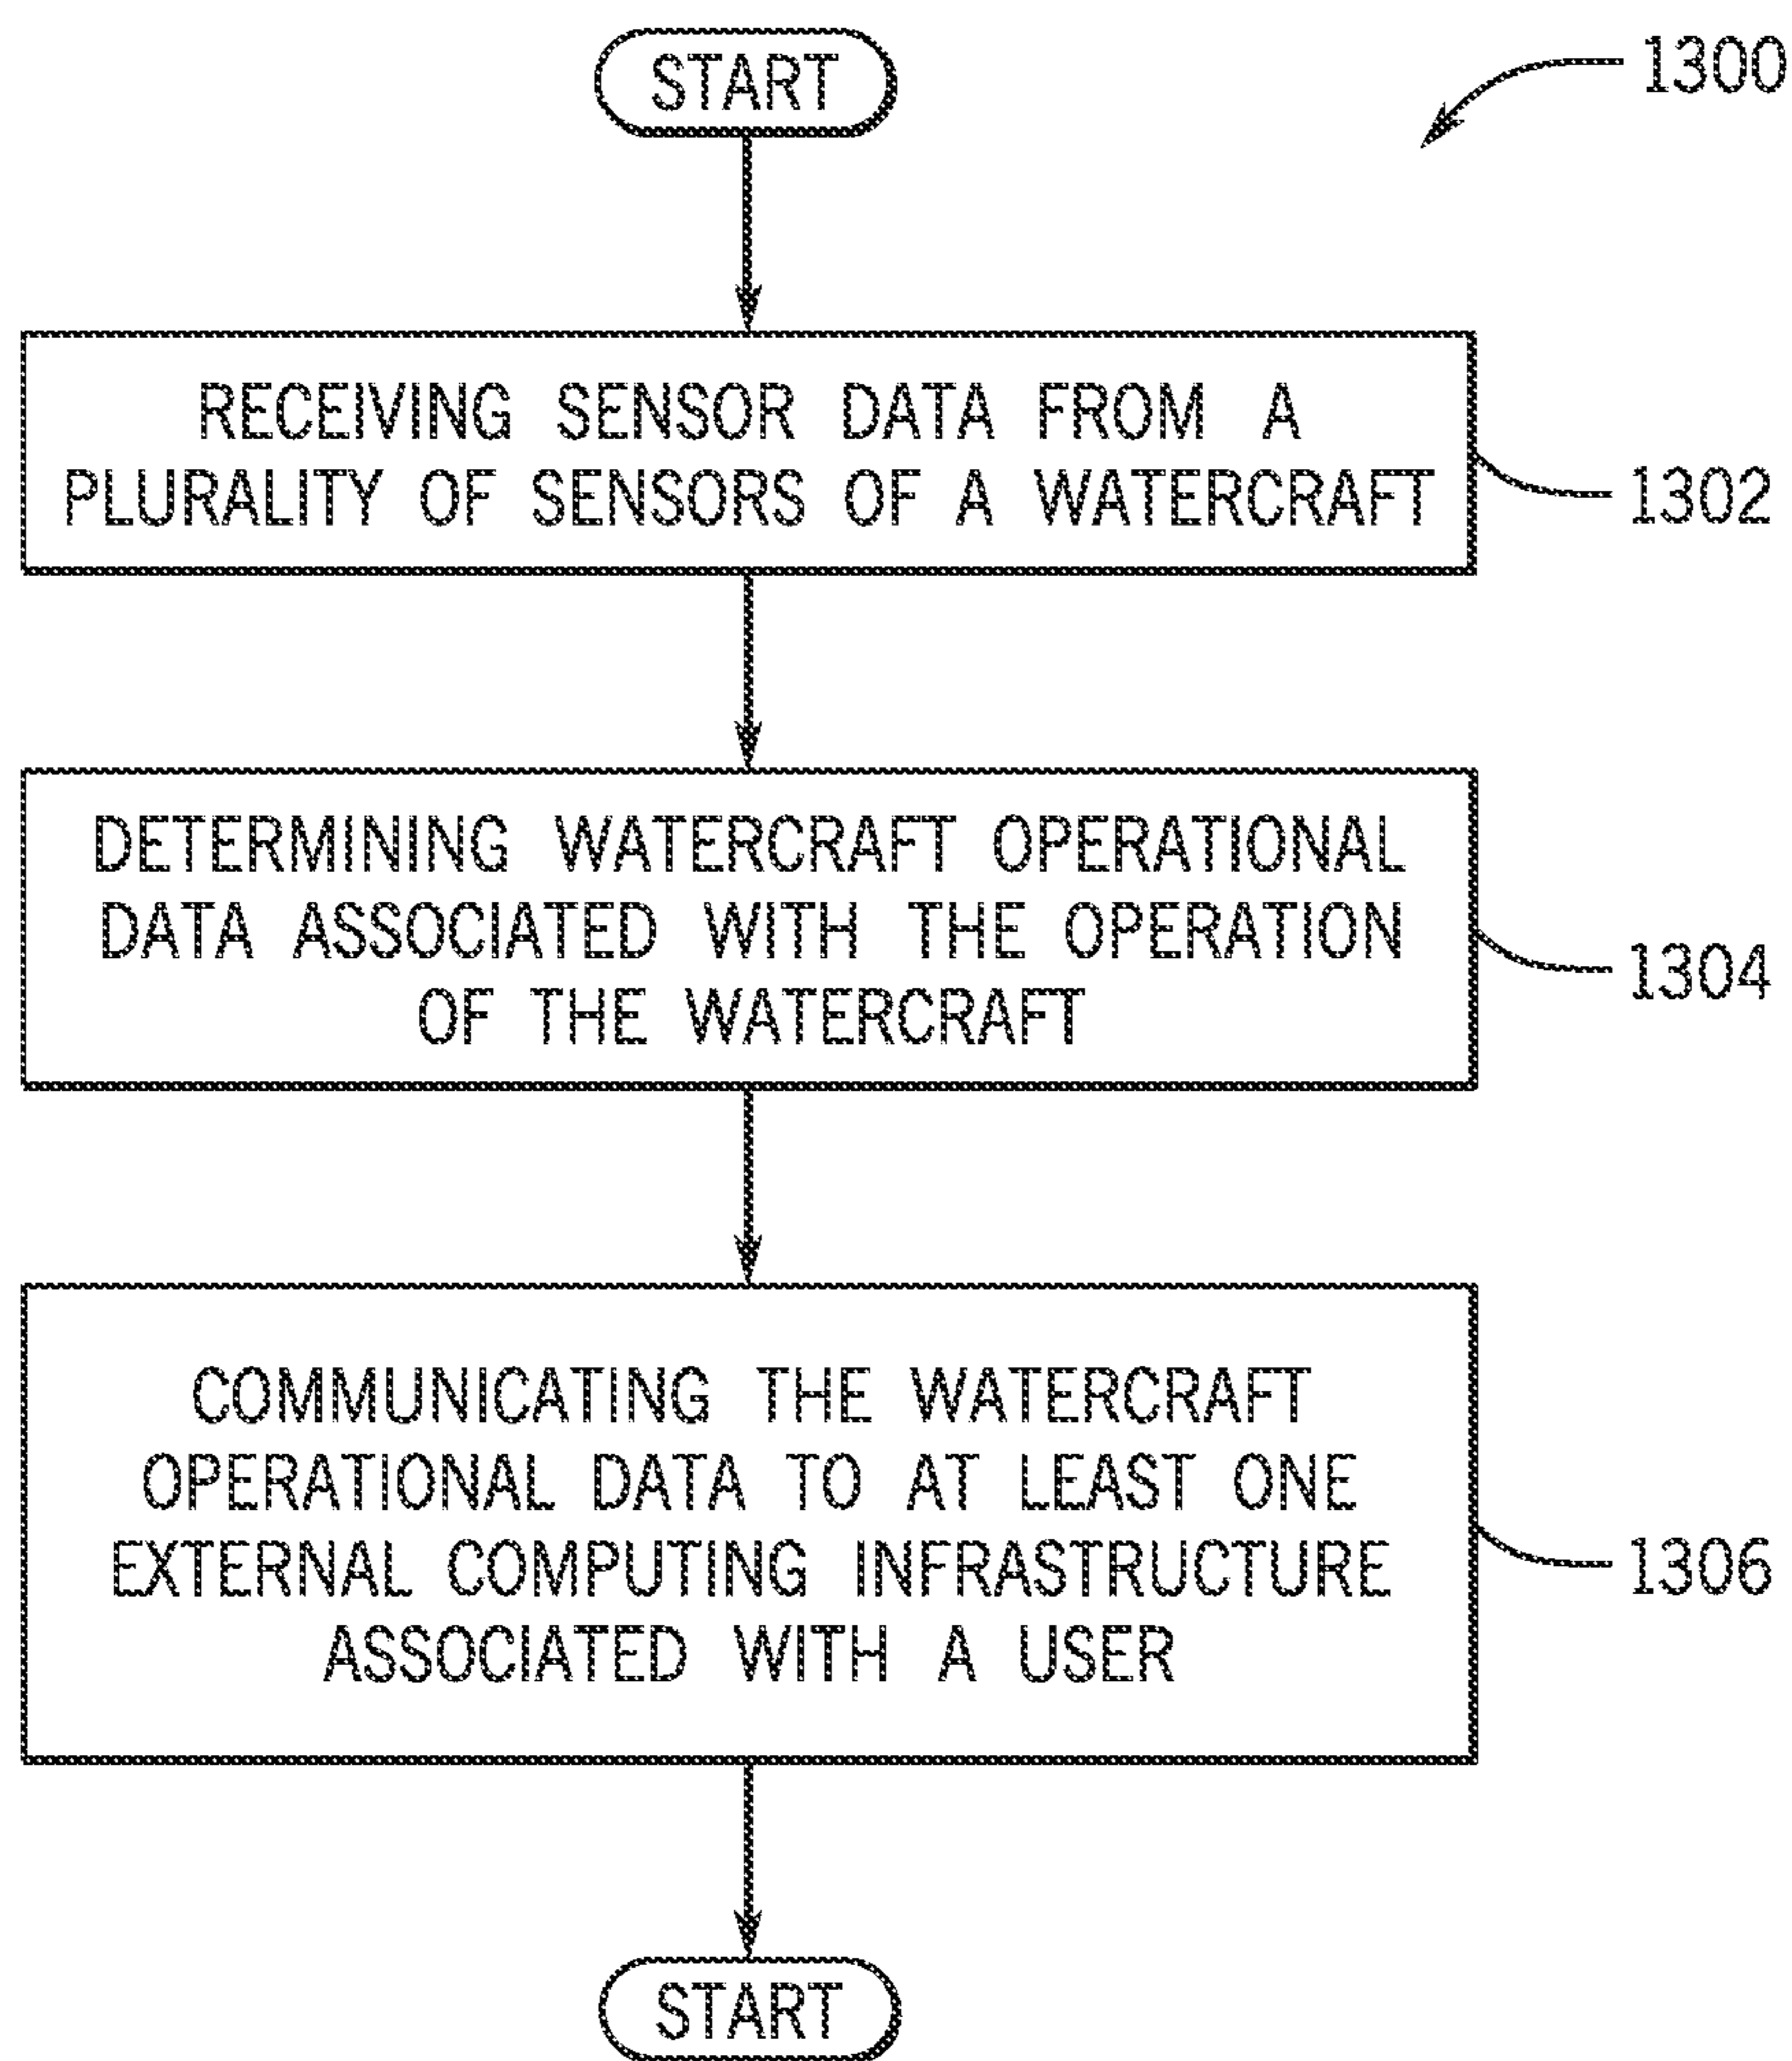 START
1300
RECEIVING SENSOR DATA FROM A
PLURALITY OF SENSORS OF A WATERCRAFT
1302
DETERMINING WATERCRAFT OPERATIONAL
DATA ASSOCIATED WITH THE OPERATION
OF THE WATERCRAFT
1304
COMMUNICATING THE WATERCRAFT
OPERATIONAL DATA TO AT LEAST ONE
EXTERNAL COMPUTING INFRASTRUCTURE
ASSOCIATED WITH A USER
1306
START